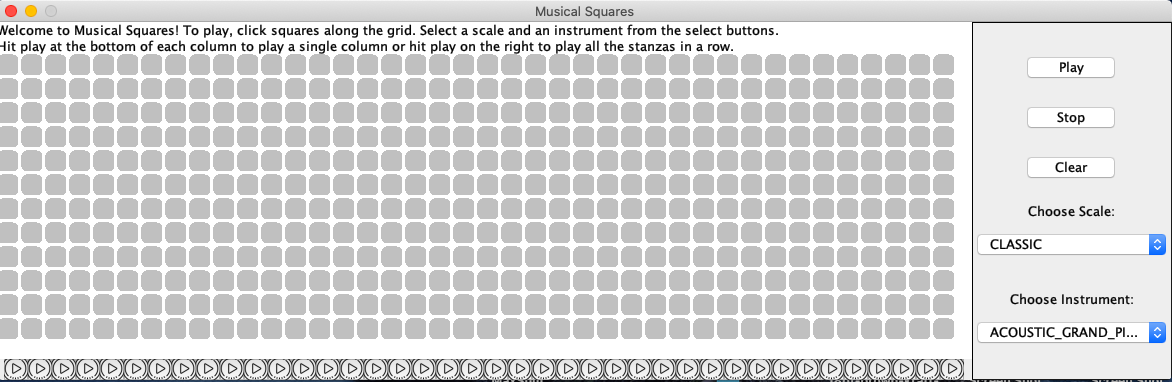 Musical Squares
Welcome to Musical Squares! To play, click squares along the grid. Select a scale and an instrument from the select buttons.
Hit play at the bottom of each column to play a single column or hit play on the right to play all the stanzas in a row.
Play
Stop
Clear
Choose Scale:
CLASSIC
Choose Instrument:
ACOUSTIC_GRAND_PI...